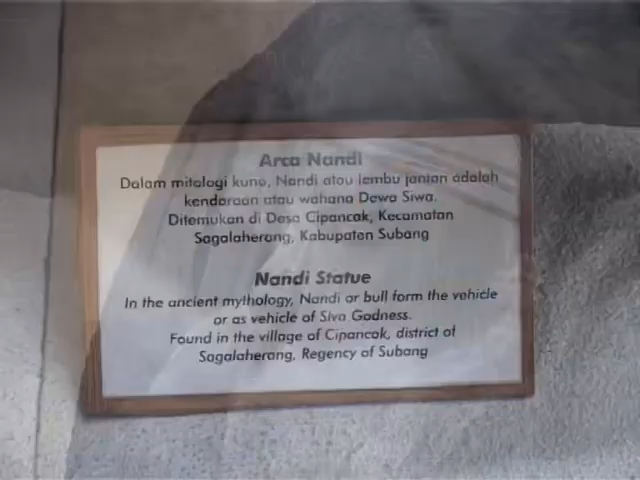 Arca Nandi
Dalam mitologi kuno, Nandi atau lembu jantan adalah
kendaraan atau wahana Dewa Siwa.
Ditemukan di Desa Cipancak, Kecamatan
Sagalaherang, Kabupaten Subang
Nandi Statue
In the ancient mythology, Nandi or bull form the vehicle
or as vehicle of Siva Godness.
Found in the village of Cipancak, district of
Sagalaherang, Regency of Subang